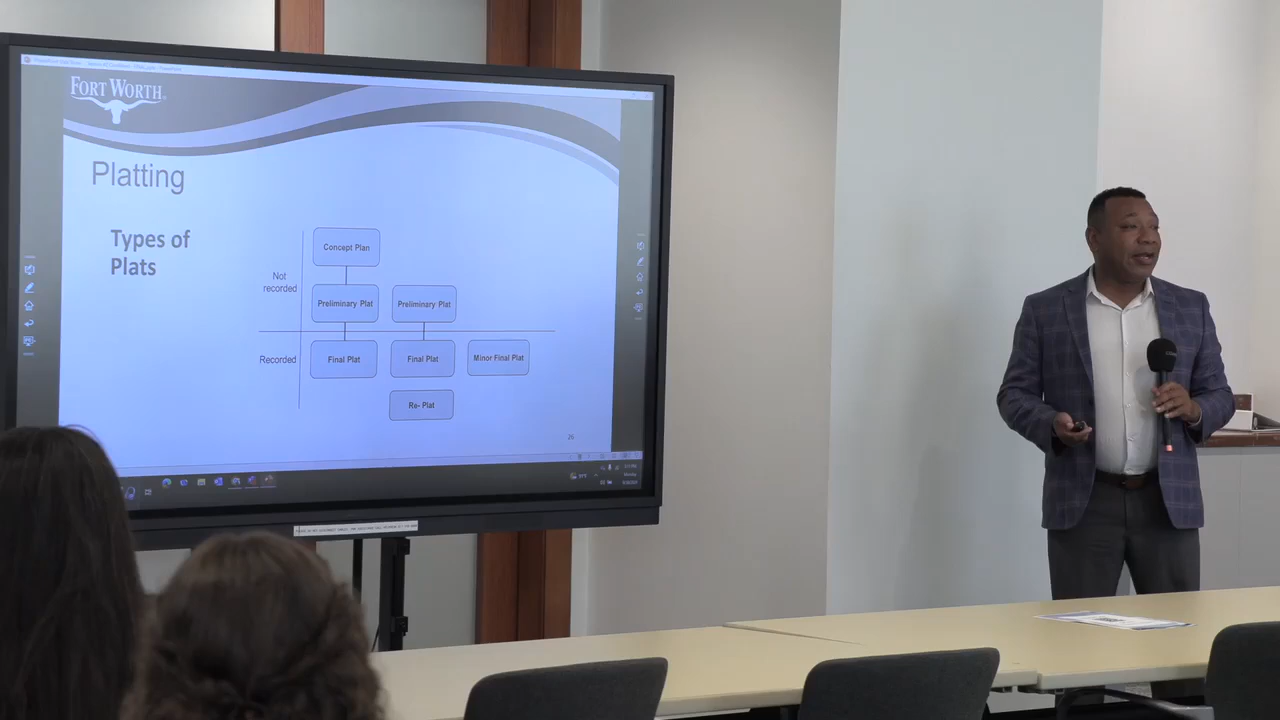 FORT WORTH
Platting
Types of
Plats
Concept Plan
Not
recorded
Preliminary Plat
Preliminary Plat
Recorded
Final Plat
Final Plat
Minor Final Plat
Re- Plat
26